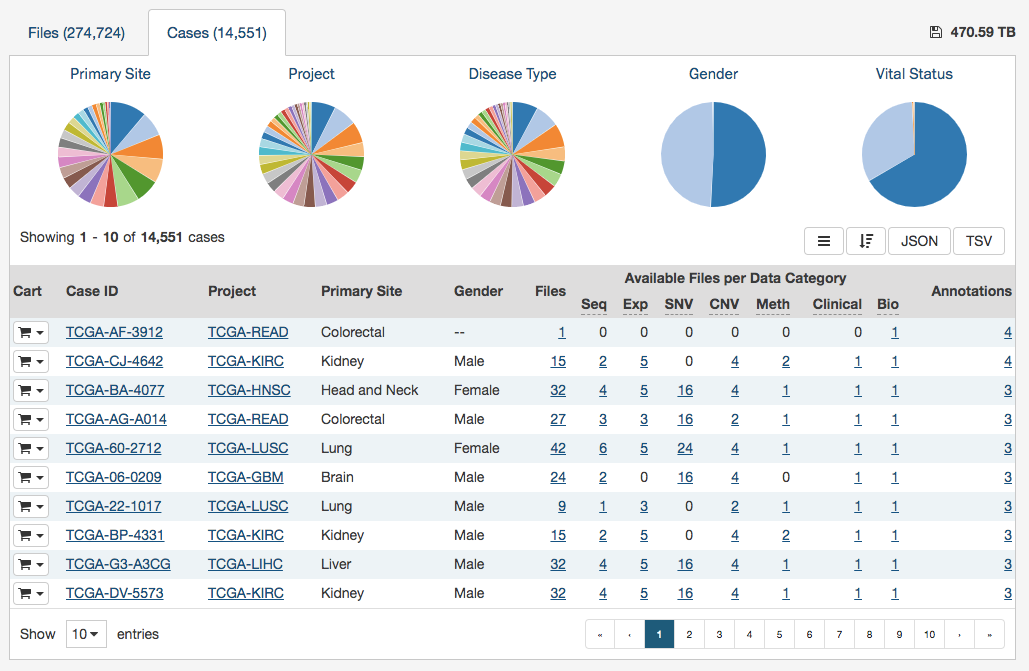 Files (274,724) Cases (14,551) 470.59 TB
Primary Site Project Disease Type Gender Vital Status
Showing 1 - 10 of 14,551 cases JSON TSV
Available Files per Data Category
Cart Case ID Project Primary Site Gender Files Annotations
Seq Exp SNV CNV Meth Clinical Bio
TCGA-AF-3912 TCGA-READ Colorectal -- 1 0 0 0 0 0 0 1 4
TCGA-CJ-4642 TCGA-KIRC Kidney Male 15 2 5 0 4 2 1 1 4
TCGA-BA-4077 TCGA-HNSC Head and Neck Female 32 4 5 16 4 1 1 1 3
TCGA-AG-A014 TCGA-READ Colorectal Male 27 3 3 16 2 1 1 1 3
TCGA-60-2712 TCGA-LUSC Lung Female 42 6 5 24 4 1 1 1 3
TCGA-06-0209 TCGA-GBM Brain Male 24 2 0 16 4 0 1 1 3
TCGA-22-1017 TCGA-LUSC Lung Male 9 1 3 0 2 1 1 1 3
TCGA-BP-4331 TCGA-KIRC Kidney Male 15 2 5 0 4 2 1 1 3
TCGA-G3-A3CG TCGA-LIHC Liver Male 32 4 5 16 4 1 1 1 3
TCGA-DV-5573 TCGA-KIRC Kidney Male 32 4 5 16 4 1 1 1 3
Show 10 entries « ‹ 1 2 3 4 5 6 7 8 9 10 › »